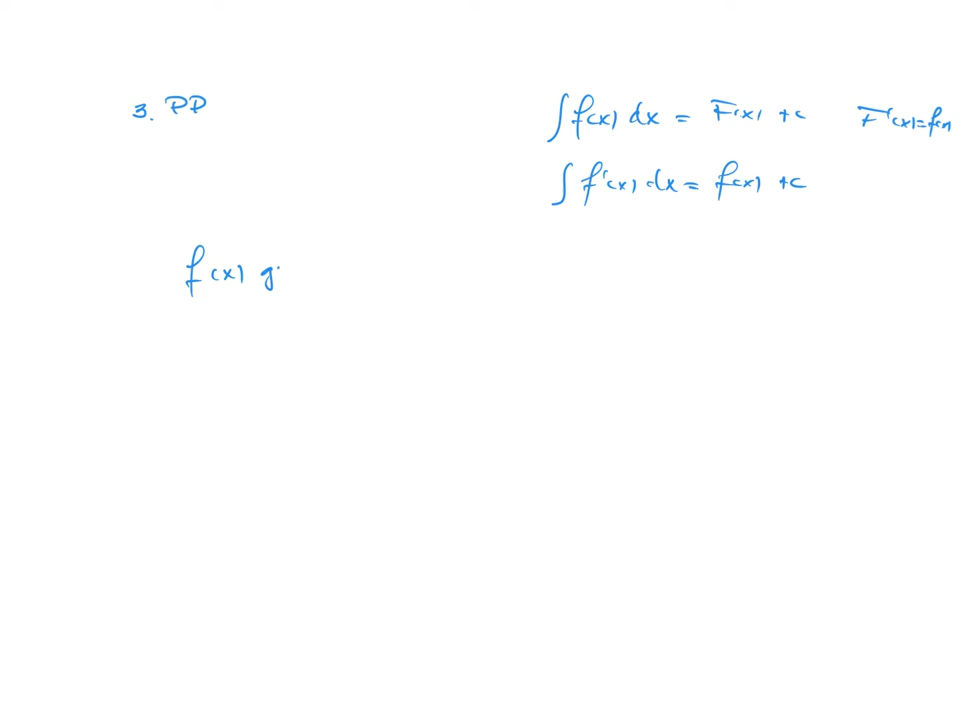 3. PP
∫ f(x) dx = F(x) + c F'(x) = f(x)
∫ f'(x) dx = f(x) + c
f(x) g